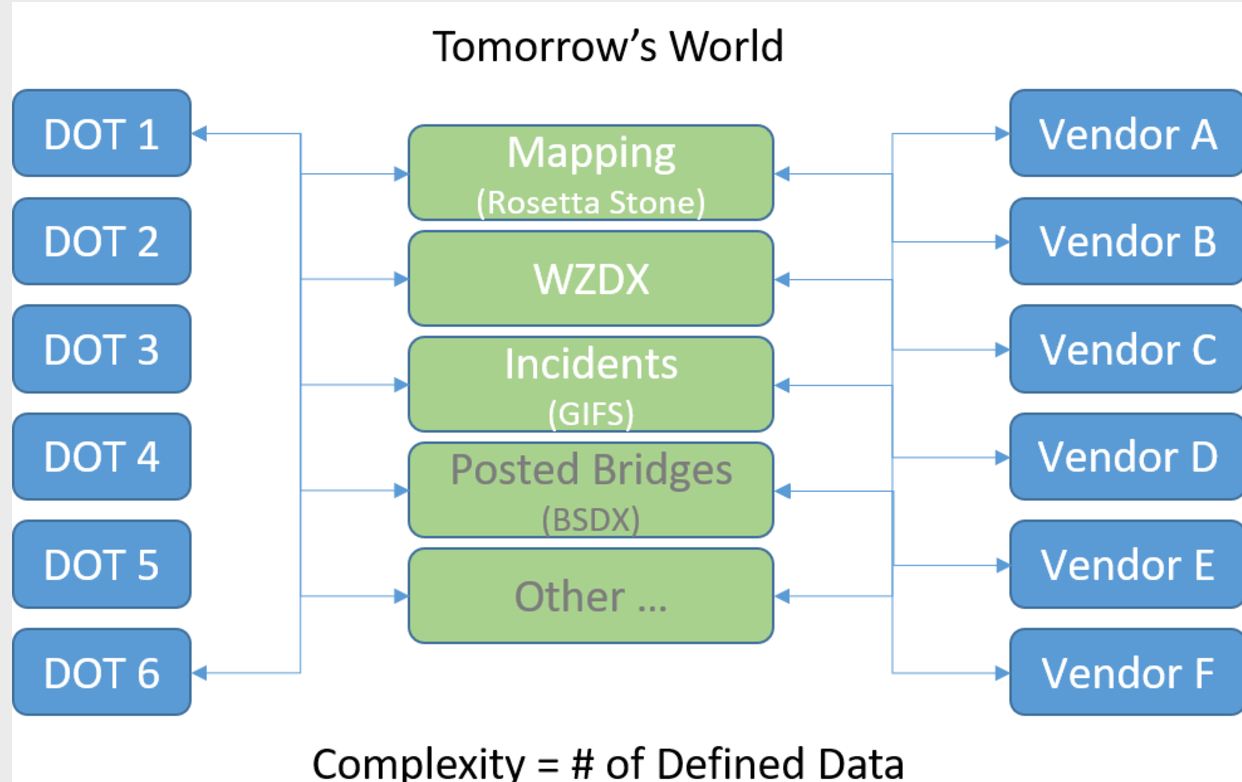 Tomorrow's World
DOT 1
DOT 2
DOT 3
DOT 4
DOT 5
DOT 6
Mapping
(Rosetta Stone)
WZDX
Incidents
(GIFS)
Posted Bridges
(BSDX)
Other ...
Vendor A
Vendor B
Vendor C
Vendor D
Vendor E
Vendor F
Complexity = # of Defined Data